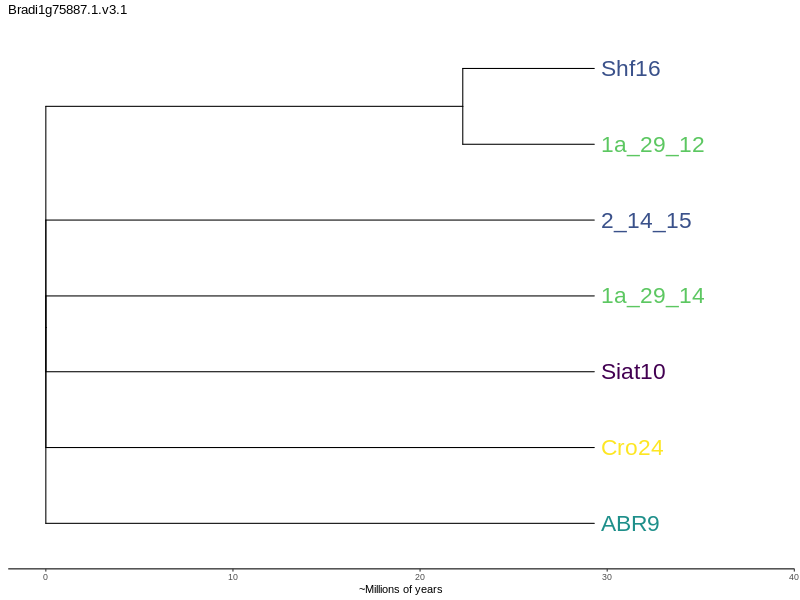 Bradi1g75887.1.v3.1
Shf16
1a_29_12
2_14_15
1a_29_14
Siat10
Cro24
ABR9
0 10 20 30 40
~Millions of years